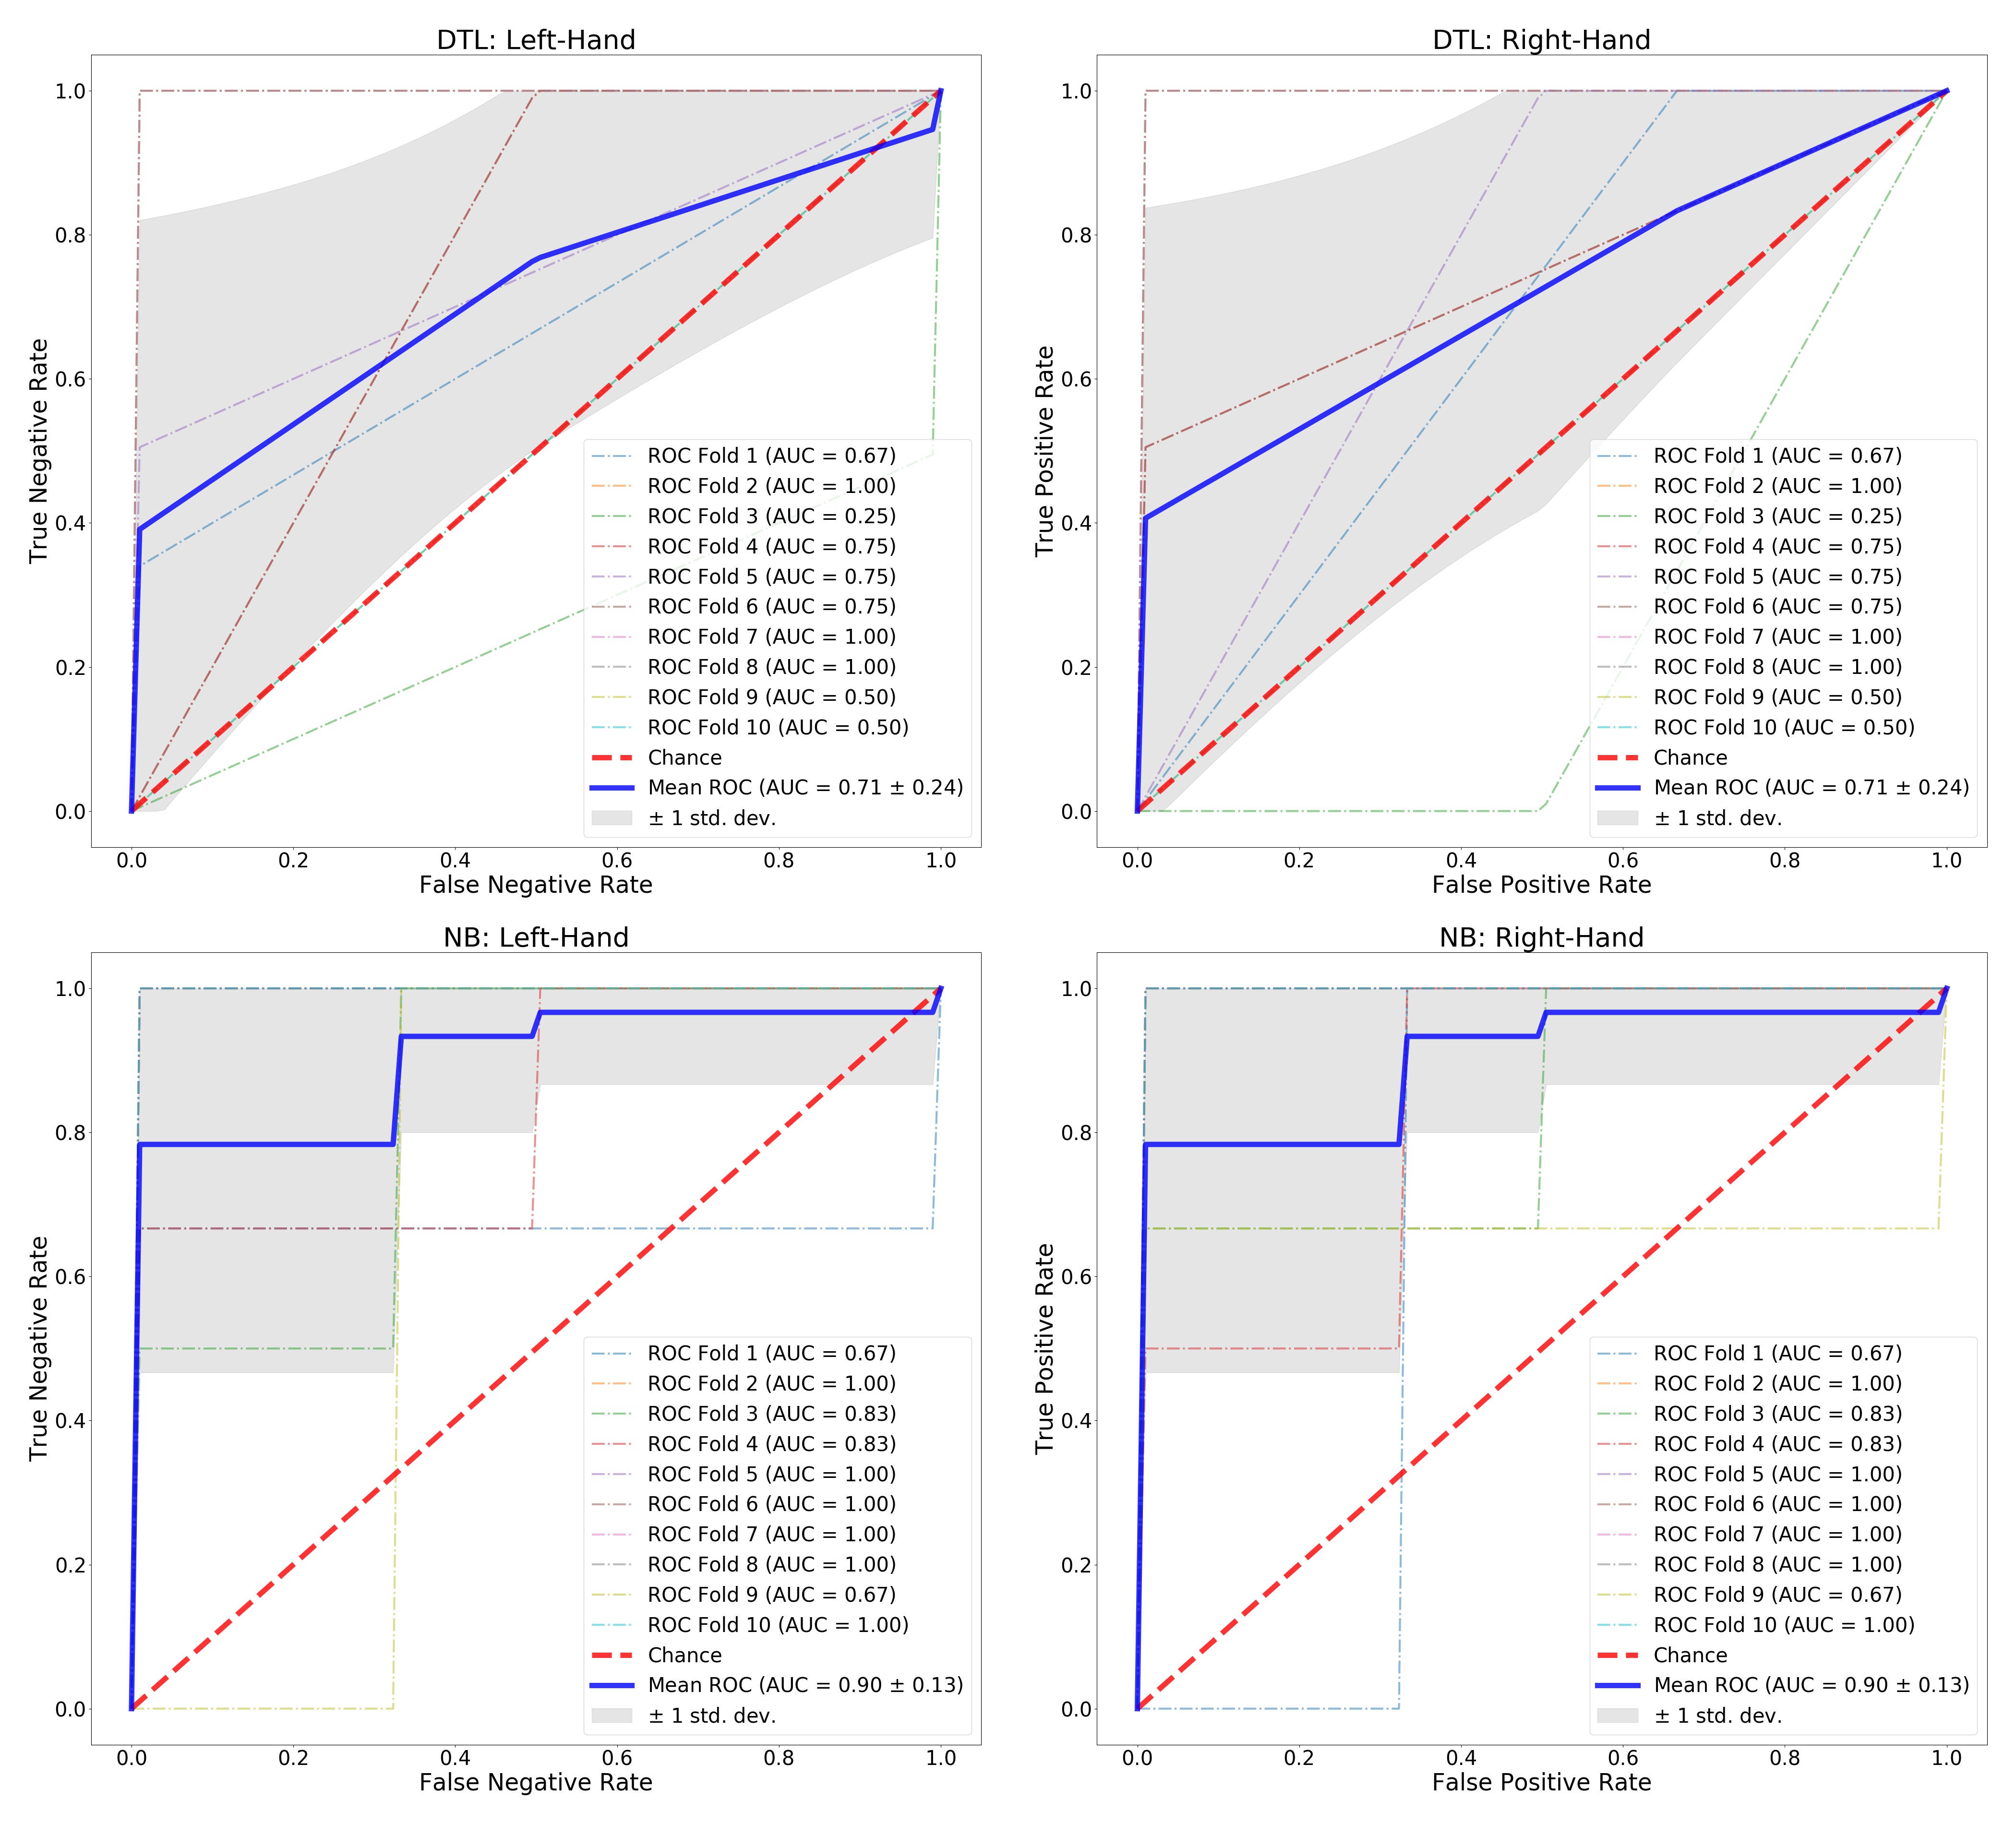 DTL: Left-Hand
True Negative Rate
1.0
0.8
0.6
0.4
0.2
0.0
ROC Fold 1 (AUC = 0.67)
ROC Fold 2 (AUC = 1.00)
ROC Fold 3 (AUC = 0.25)
ROC Fold 4 (AUC = 0.75)
ROC Fold 5 (AUC = 0.75)
ROC Fold 6 (AUC = 0.75)
ROC Fold 7 (AUC = 1.00)
ROC Fold 8 (AUC = 1.00)
ROC Fold 9 (AUC = 0.50)
ROC Fold 10 (AUC = 0.50)
Chance
Mean ROC (AUC = 0.71 ± 0.24)
± 1 std. dev.
0.0 0.2 0.4 0.6 0.8 1.0
False Negative Rate
DTL: Right-Hand
True Positive Rate
1.0
0.8
0.6
0.4
0.2
0.0
ROC Fold 1 (AUC = 0.67)
ROC Fold 2 (AUC = 1.00)
ROC Fold 3 (AUC = 0.25)
ROC Fold 4 (AUC = 0.75)
ROC Fold 5 (AUC = 0.75)
ROC Fold 6 (AUC = 0.75)
ROC Fold 7 (AUC = 1.00)
ROC Fold 8 (AUC = 1.00)
ROC Fold 9 (AUC = 0.50)
ROC Fold 10 (AUC = 0.50)
Chance
Mean ROC (AUC = 0.71 ± 0.24)
± 1 std. dev.
0.0 0.2 0.4 0.6 0.8 1.0
False Positive Rate
NB: Left-Hand
True Negative Rate
1.0
0.8
0.6
0.4
0.2
0.0
ROC Fold 1 (AUC = 0.67)
ROC Fold 2 (AUC = 1.00)
ROC Fold 3 (AUC = 0.83)
ROC Fold 4 (AUC = 0.83)
ROC Fold 5 (AUC = 1.00)
ROC Fold 6 (AUC = 1.00)
ROC Fold 7 (AUC = 1.00)
ROC Fold 8 (AUC = 1.00)
ROC Fold 9 (AUC = 0.67)
ROC Fold 10 (AUC = 1.00)
Chance
Mean ROC (AUC = 0.90 ± 0.13)
± 1 std. dev.
0.0 0.2 0.4 0.6 0.8 1.0
False Negative Rate
NB: Right-Hand
True Positive Rate
1.0
0.8
0.6
0.4
0.2
0.0
ROC Fold 1 (AUC = 0.67)
ROC Fold 2 (AUC = 1.00)
ROC Fold 3 (AUC = 0.83)
ROC Fold 4 (AUC = 0.83)
ROC Fold 5 (AUC = 1.00)
ROC Fold 6 (AUC = 1.00)
ROC Fold 7 (AUC = 1.00)
ROC Fold 8 (AUC = 1.00)
ROC Fold 9 (AUC = 0.67)
ROC Fold 10 (AUC = 1.00)
Chance
Mean ROC (AUC = 0.90 ± 0.13)
± 1 std. dev.
0.0 0.2 0.4 0.6 0.8 1.0
False Positive Rate